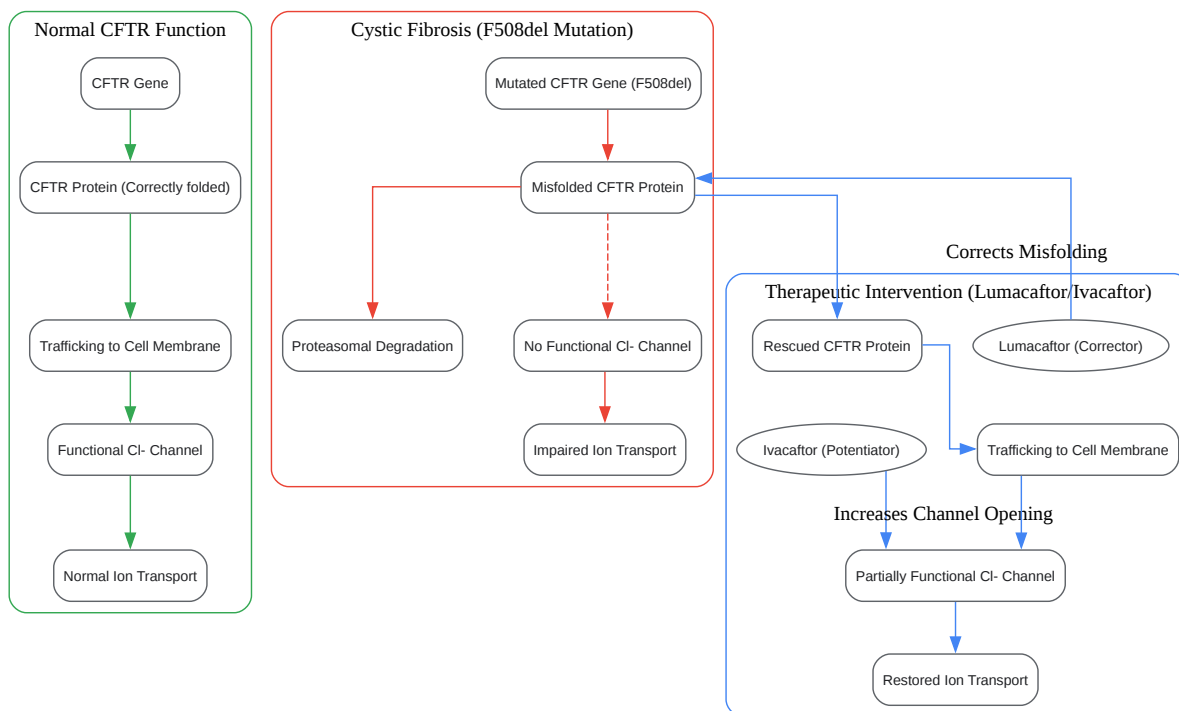 Normal CFTR Function
CFTR Gene
CFTR Protein (Correctly folded)
Trafficking to Cell Membrane
Functional Cl- Channel
Normal Ion Transport
Cystic Fibrosis (F508del Mutation)
Mutated CFTR Gene (F508del)
Misfolded CFTR Protein
Proteasomal Degradation
No Functional Cl- Channel
Impaired Ion Transport
Corrects Misfolding
Therapeutic Intervention (Lumacaftor/Ivacaftor)
Rescued CFTR Protein
Lumacaftor (Corrector)
Ivacaftor (Potentiator)
Trafficking to Cell Membrane
Increases Channel Opening
Partially Functional Cl- Channel
Restored Ion Transport